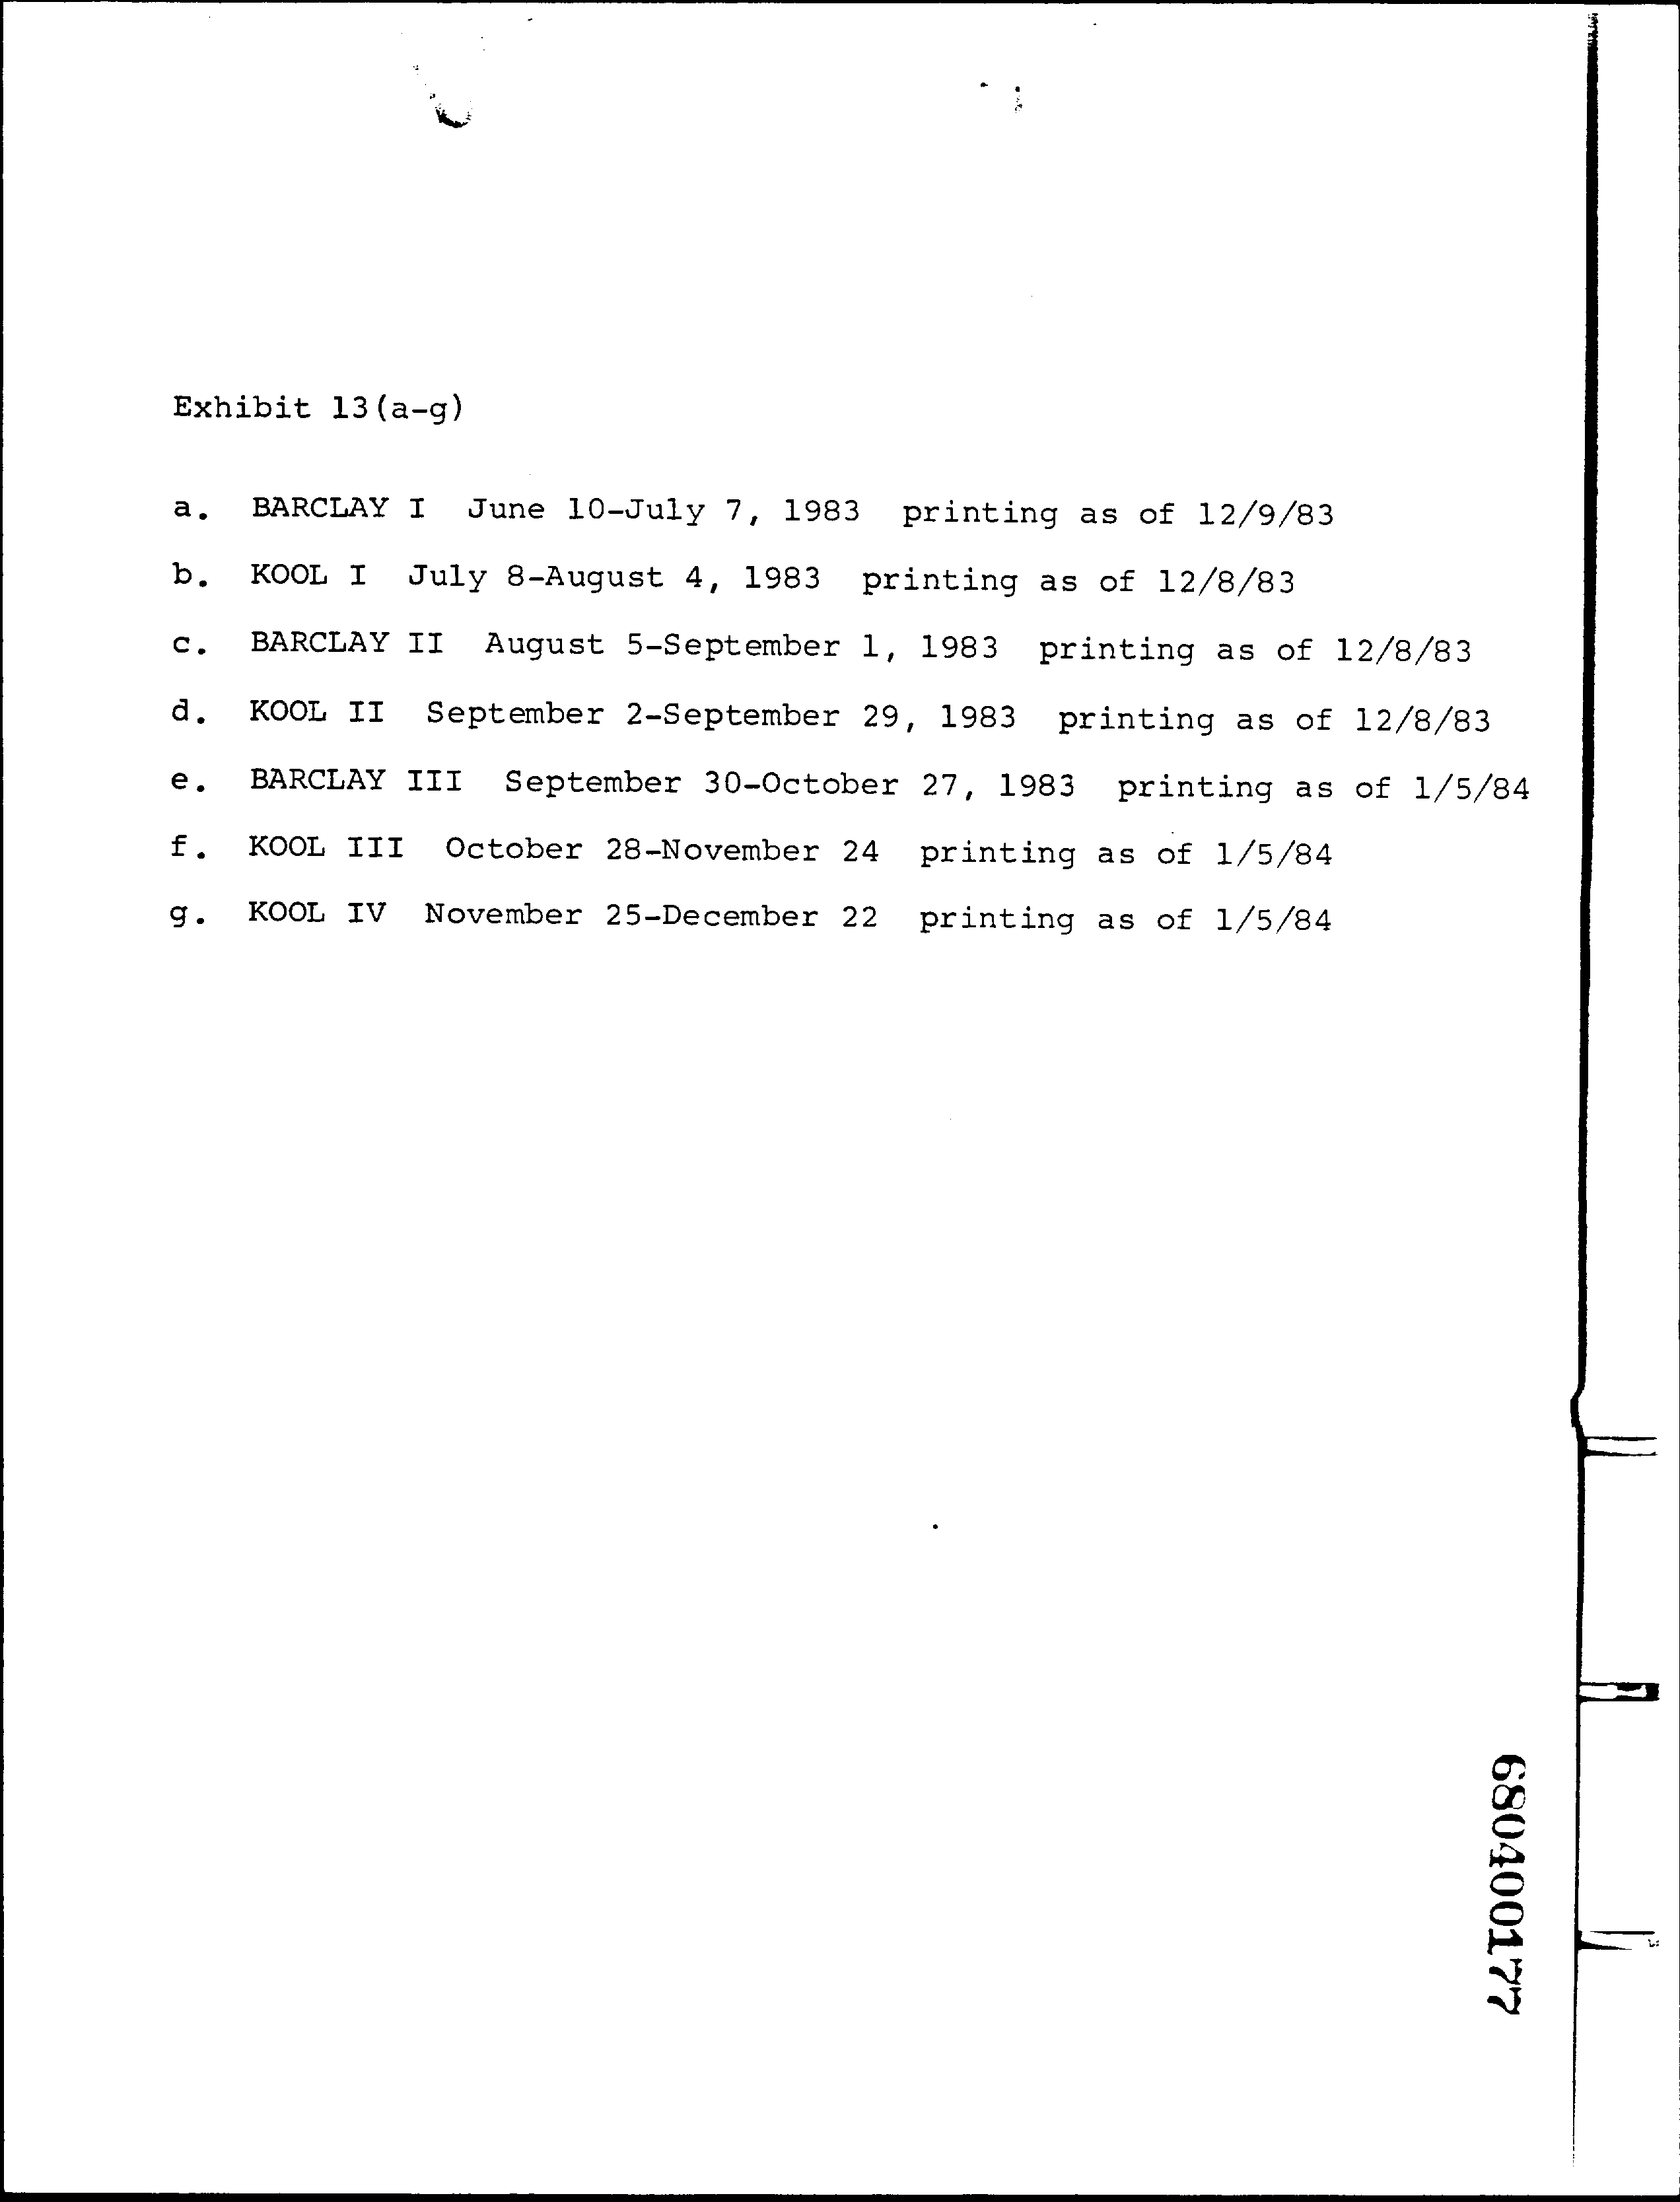 Exhibit 13(a-g)
a. BARCLAY I June 10-July 7, 1983 printing as of 12/9/83
b. KOOL I July 8-August 4, 1983 printing as of 12/8/83
c. BARCLAY II August 5-September 1, 1983 printing as of 12/8/83
d. KOOL II September 2-September 29, 1983 printing as of 12/8/83
e. BARCLAY III September 30-October 27, 1983 printing as of 1/5/84
f. KOOL III October 28-November 24 printing as of 1/5/84
g. KOOL IV November 25-December 22 printing as of 1/5/84
680400177